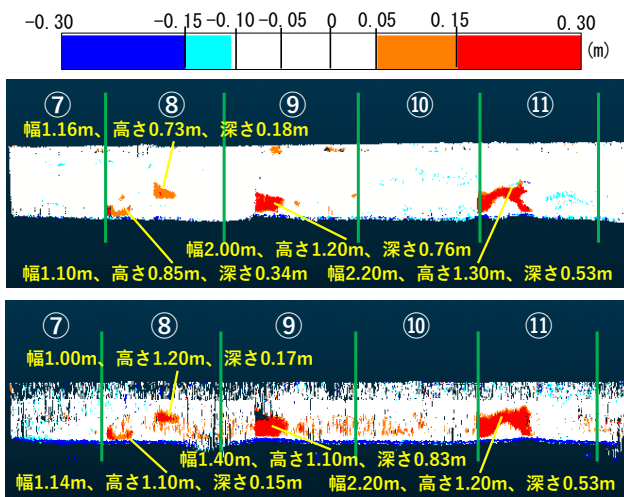 -0.30 -0.15 -0.10 -0.05 0 0.05 0.15 0.30
(m)
⑦ ⑧ ⑨ ⑩ ⑪
幅1.16m、高さ0.73m、深さ0.18m
幅2.00m、高さ1.20m、深さ0.76m
幅1.10m、高さ0.85m、深さ0.34m 幅2.20m、高さ1.30m、深さ0.53m
⑦ ⑧ ⑨ ⑩ ⑪
幅1.00m、高さ1.20m、深さ0.17m
幅1.40m、高さ1.10m、深さ0.83m
幅1.14m、高さ1.10m、深さ0.15m 幅2.20m、高さ1.20m、深さ0.53m